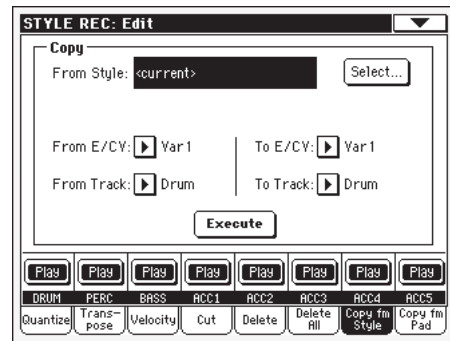 STYLE REC: Edit
Copy
From Style: <current> Select...
From E/CV: Var1 To E/CV: Var1
From Track: Drum To Track: Drum
Execute
Play Play Play Play Play Play Play Play
DRUM PERC BASS ACC1 ACC2 ACC3 ACC4 ACC5
Quantize Trans- Velocity Cut Delete Delete Copy fm Copy fm
pose All Style Pad